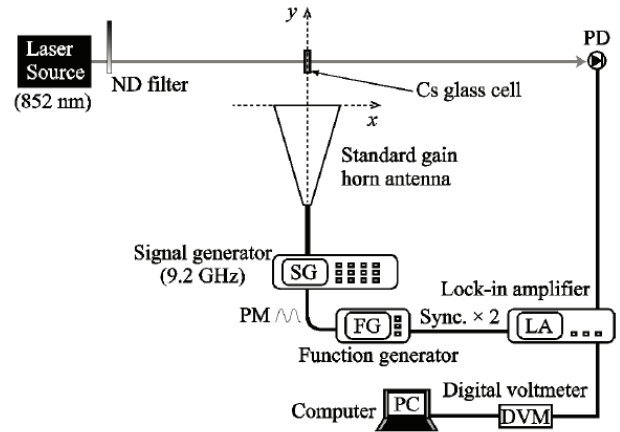 y
PD
Laser
Source
(852 nm)
ND filter
Cs glass cell
x
Standard gain
horn antenna
Signal generator
(9.2 GHz)
SG
Lock-in amplifier
PM
FG
Sync. × 2
LA
Function generator
Digital voltmeter
Computer
PC
DVM